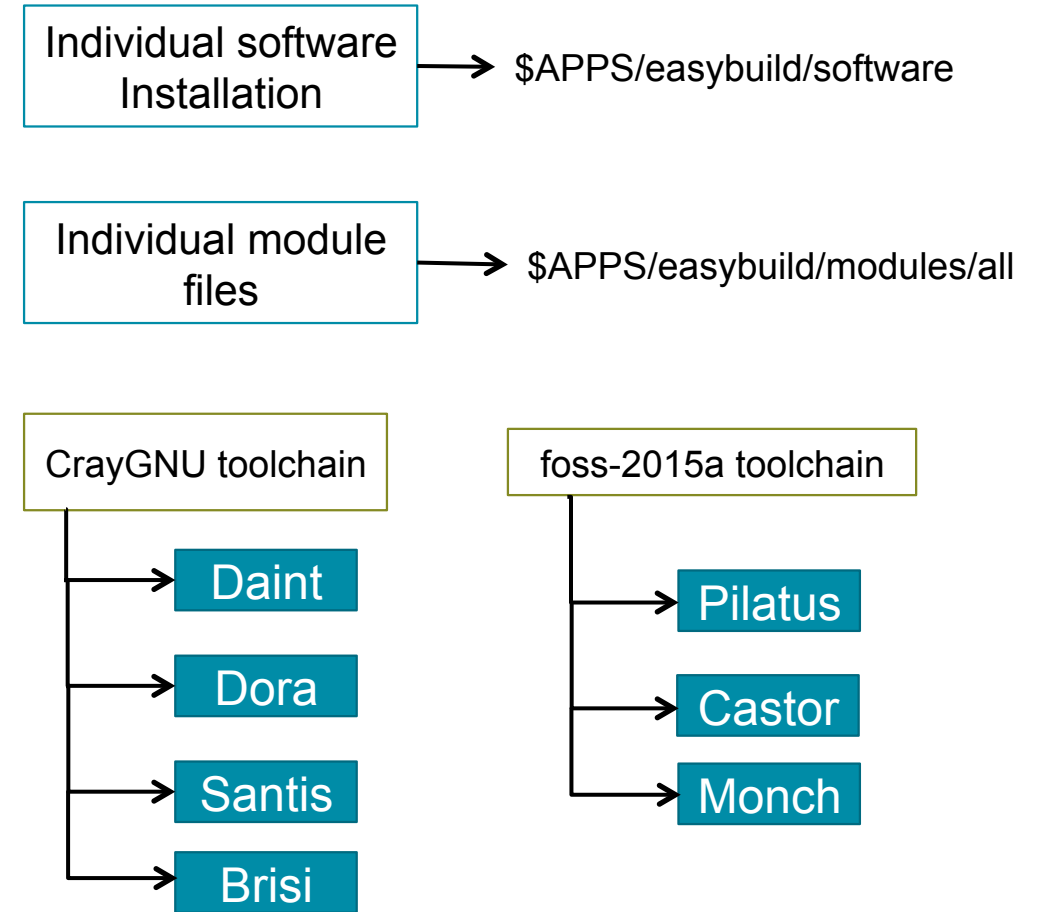 Individual software
Installation
$APPS/easybuild/software
Individual module
files
$APPS/easybuild/modules/all
CrayGNU toolchain
Daint
Dora
Santis
Brisi
foss-2015a toolchain
Pilatus
Castor
Monch